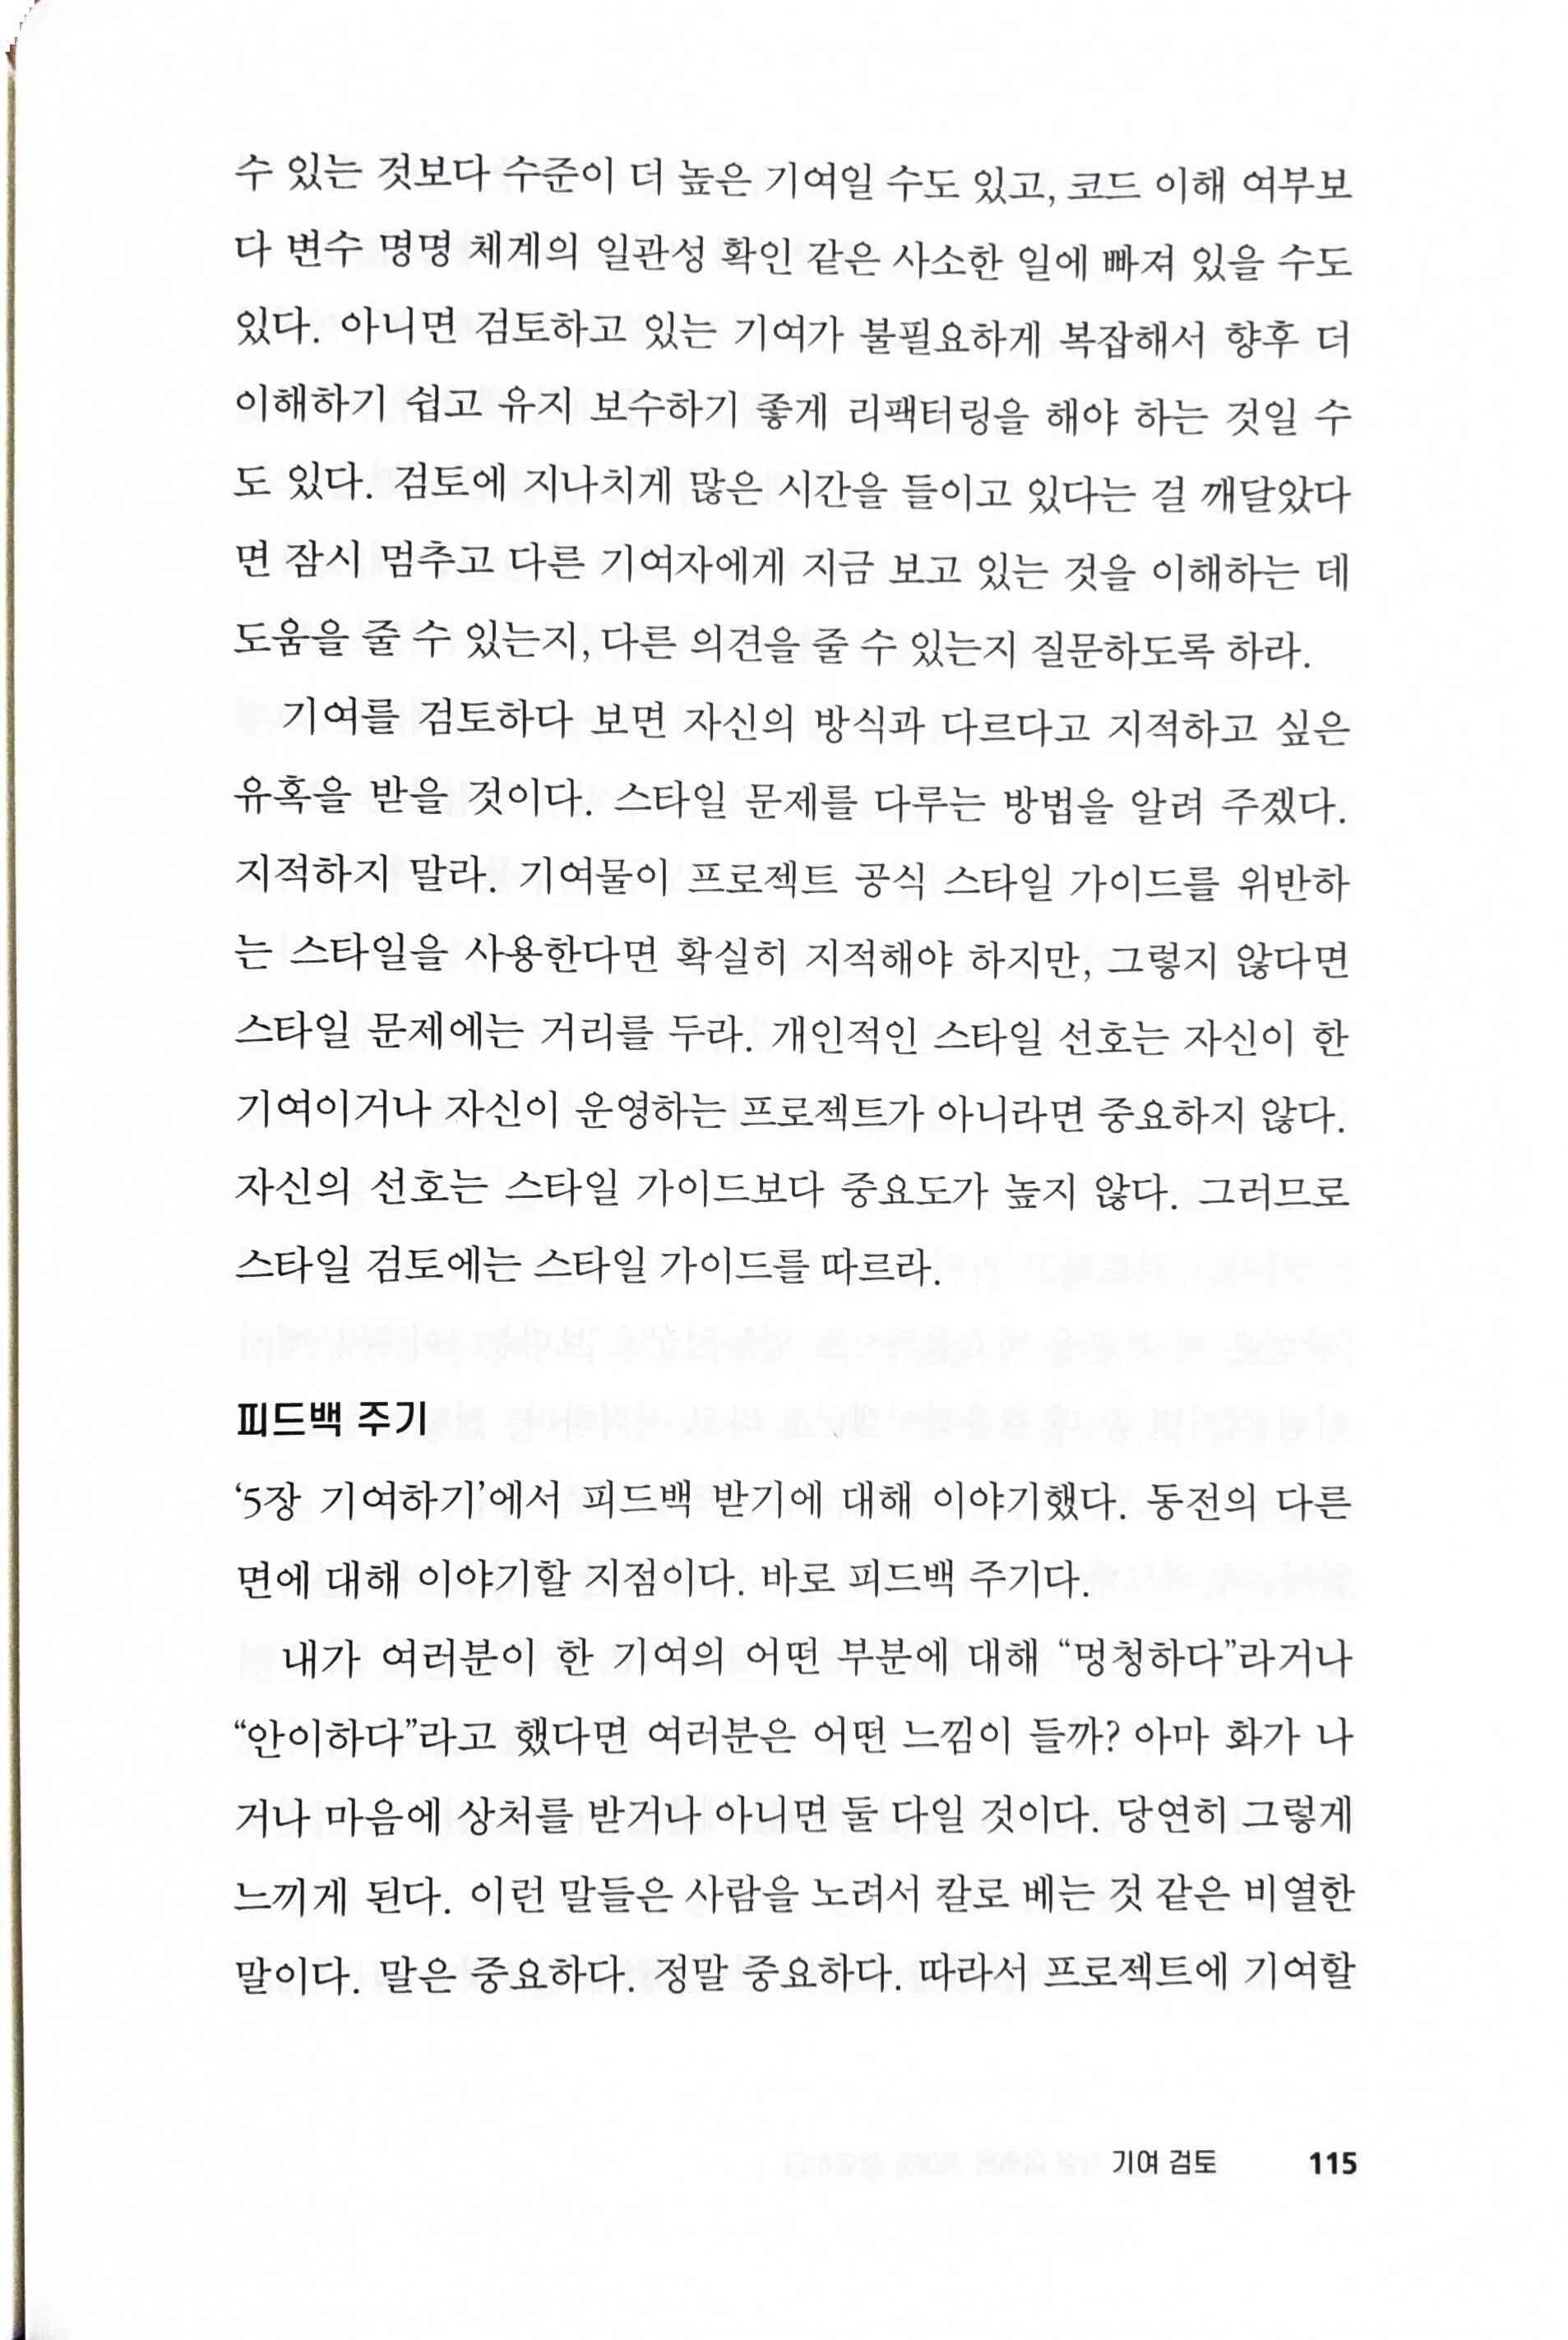 수 있는 것보다 수준이 더 높은 기여일 수도 있고, 코드 이해 여부보
다 변수 명명 체계의 일관성 확인 같은 사소한 일에 빠져 있을 수도
있다. 아니면 검토하고 있는 기여가 불필요하게 복잡해서 향후 더
이해하기 쉽고 유지 보수하기 좋게 리팩터링을 해야 하는 것일 수
도 있다. 검토에 지나치게 많은 시간을 들이고 있다는 걸 깨달았다
면 잠시 멈추고 다른 기여자에게 지금 보고 있는 것을 이해하는 데
도움을 줄 수 있는지, 다른 의견을 줄 수 있는지 질문하도록 하라.
기여를 검토하다 보면 자신의 방식과 다르다고 지적하고 싶은
유혹을 받을 것이다. 스타일 문제를 다루는 방법을 알려 주겠다.
지적하지 말라. 기여물이 프로젝트 공식 스타일 가이드를 위반하
는 스타일을 사용한다면 확실히 지적해야 하지만, 그렇지 않다면
스타일 문제에는 거리를 두라. 개인적인 스타일 선호는 자신이 한
기여이거나 자신이 운영하는 프로젝트가 아니라면 중요하지 않다.
자신의 선호는 스타일 가이드보다 중요도가 높지 않다. 그러므로
스타일 검토에는 스타일 가이드를 따르라.
피드백 주기
‘5장 기여하기’에서 피드백 받기에 대해 이야기했다. 동전의 다른
면에 대해 이야기할 지점이다. 바로 피드백 주기다.
내가 여러분이 한 기여의 어떤 부분에 대해 “멍청하다”라거나
“안이하다”라고 했다면 여러분은 어떤 느낌이 들까? 아마 화가 나
거나 마음에 상처를 받거나 아니면 둘 다일 것이다. 당연히 그렇게
느끼게 된다. 이런 말들은 사람을 노려서 칼로 베는 것 같은 비열한
말이다. 말은 중요하다. 정말 중요하다. 따라서 프로젝트에 기여할
기여 검토 115